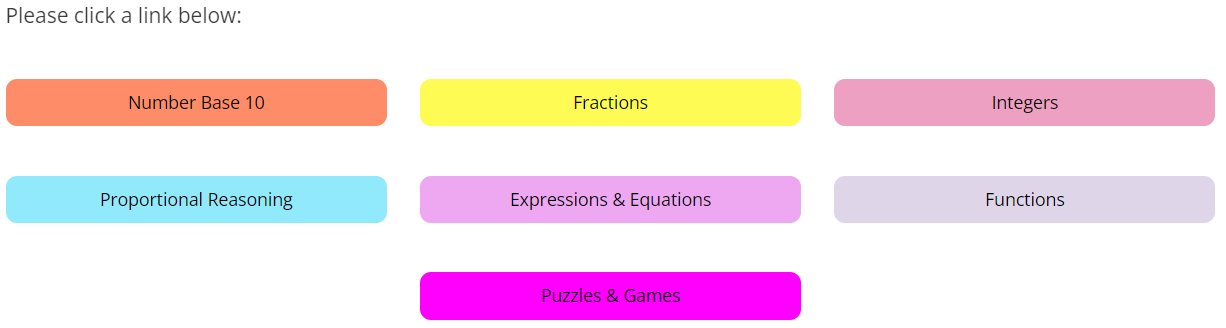 Please click a link below:
Number Base 10
Fractions
Integers
Proportional Reasoning
Expressions & Equations
Functions
Puzzles & Games